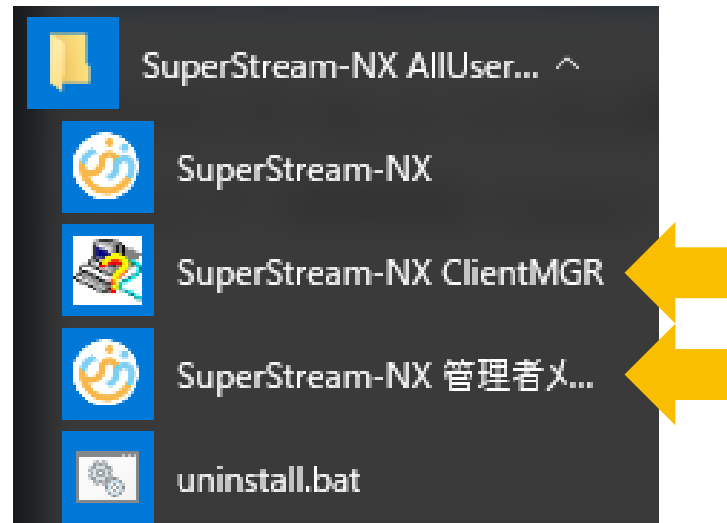 SuperStream-NX AllUser...
SuperStream-NX
SuperStream-NX ClientMGR
SuperStream-NX 管理者メ...
uninstall.bat